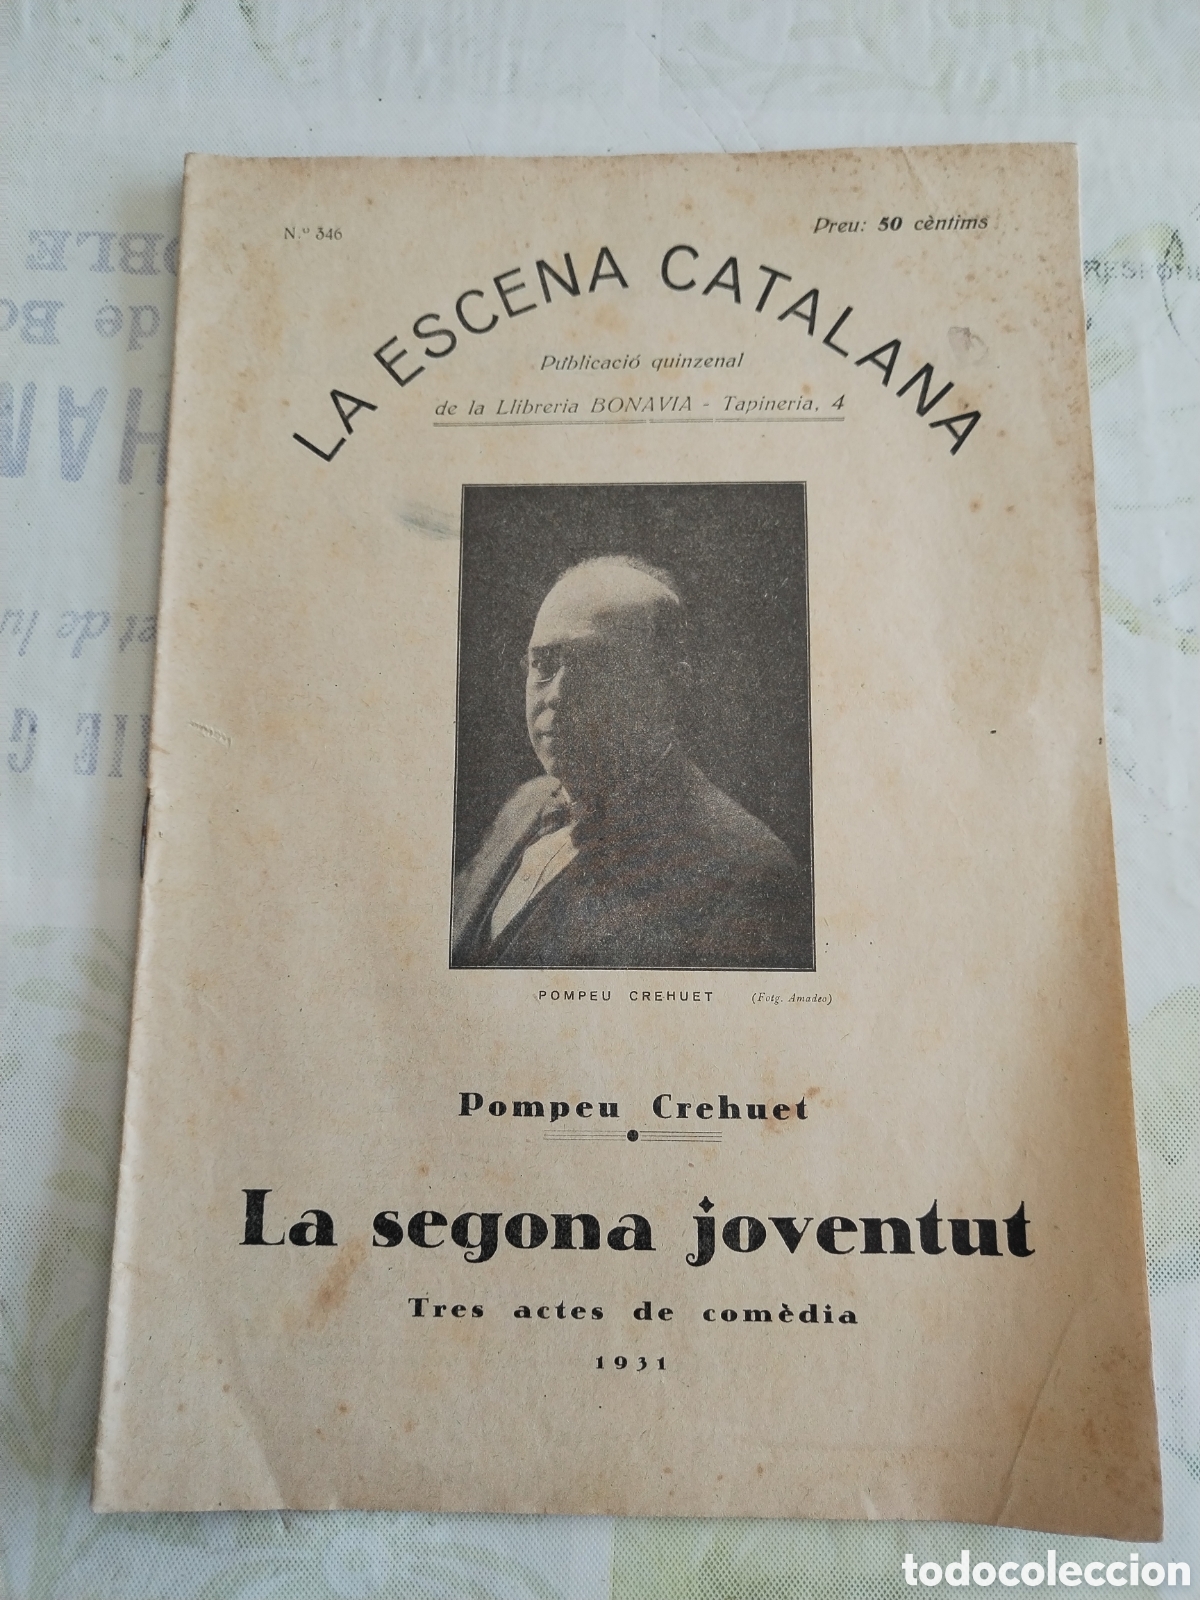 N.º 346
Preu: 50 cèntims
LA ESCENA CATALANA
Publicació quinzenal
de la Llibreria BONAVIA - Tapineria, 4
POMPEU CREHUET (Fotg. Amadeo)
Pompeu Crehuet
La segona joventut
Tres actes de comèdia
1931
todocoleccion